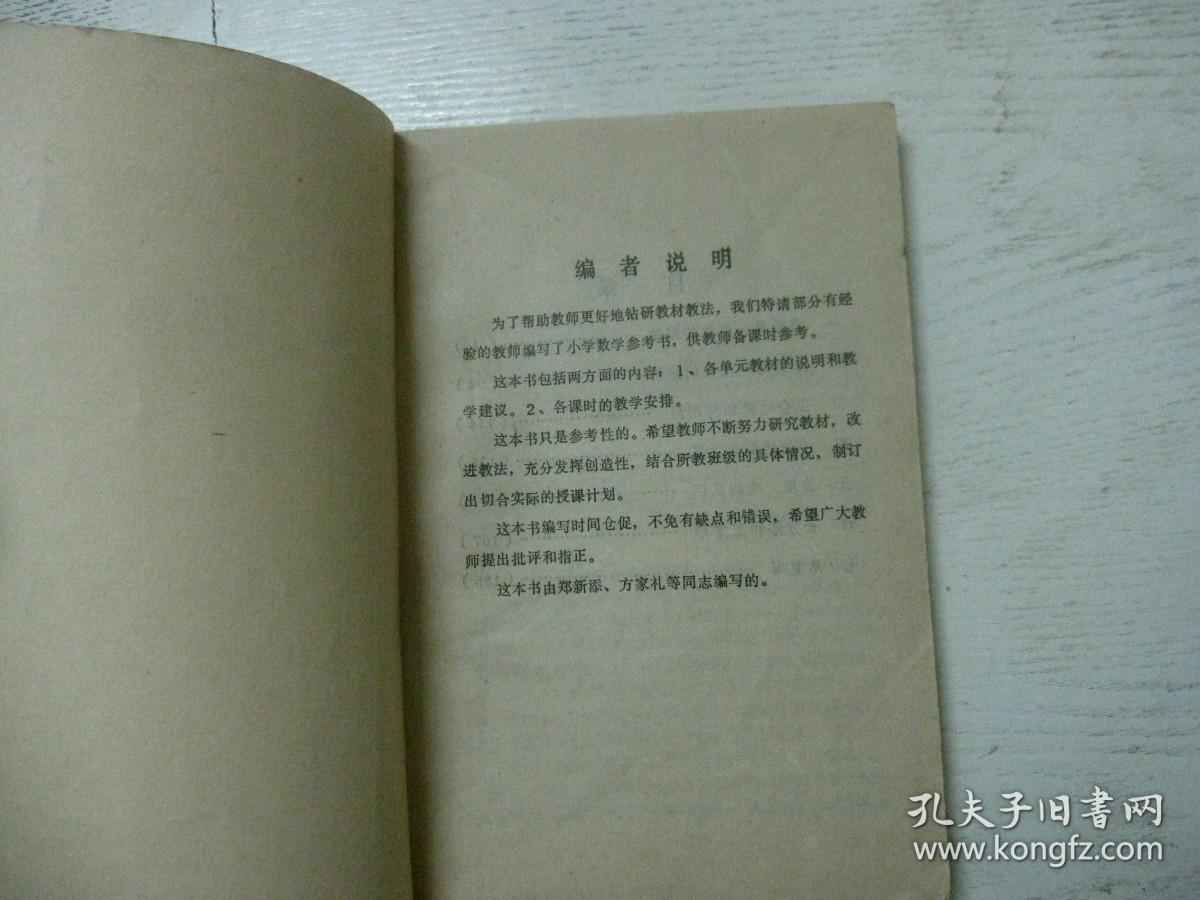 编者说明
为了帮助教师更好地钻研教材教法，我们特请部分有经
验的教师编写了小学数学参考书，供教师备课时参考。
这本书包括两方面的内容：1、各单元教材的说明和教
学建议。2、各课时的教学安排。
这本书只是参考性的。希望教师不断努力研究教材，改
进教法，充分发挥创造性，结合所教班级的具体情况，制订
出切合实际的授课计划。
这本书编写时间仓促，不免有缺点和错误，希望广大教
师提出批评和指正。
这本书由郑新添、方家礼等同志编写的。
孔夫子旧书网
www.kongfz.com